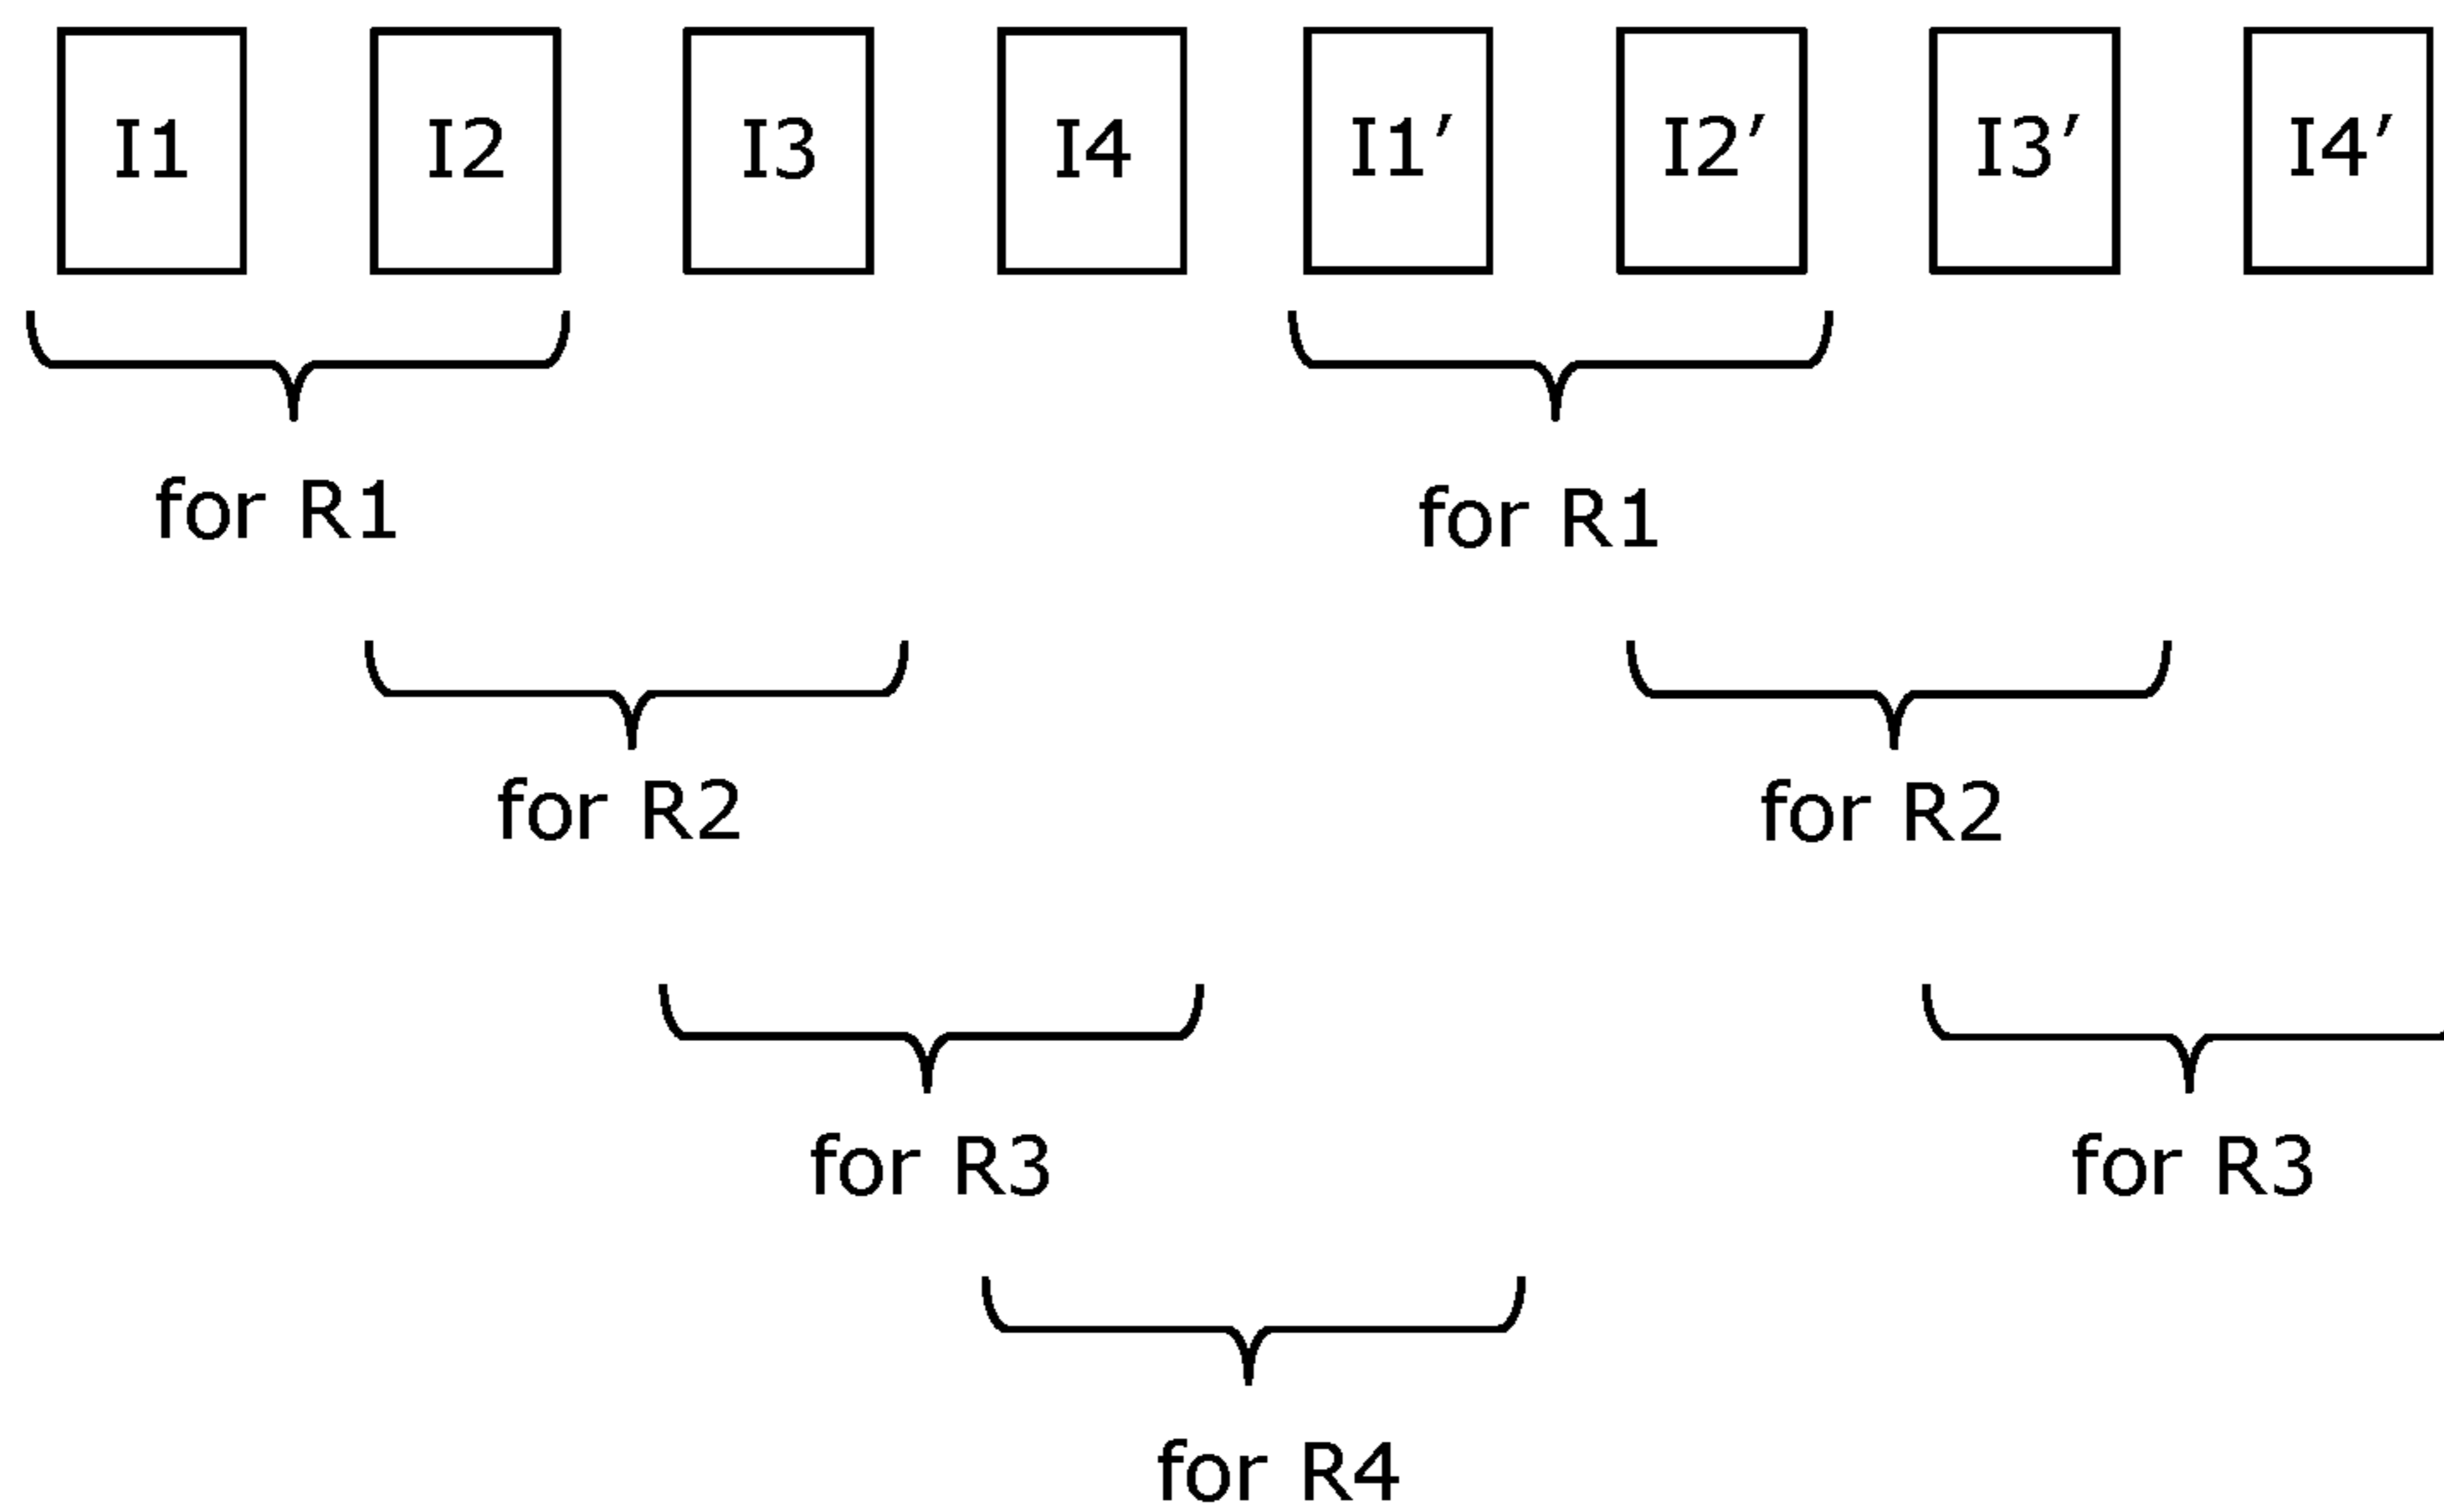 I1 I2 I3 I4 I1’ I2’ I3’ I4’
for R1 for R1
for R2 for R2
for R3 for R3
for R4